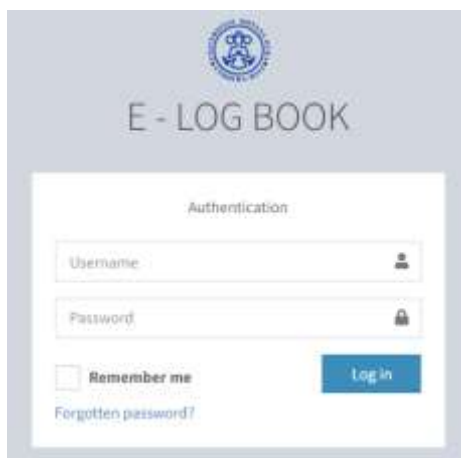 E - LOG BOOK
Authentication
Username
Password
Remember me
Log in
Forgotten password?